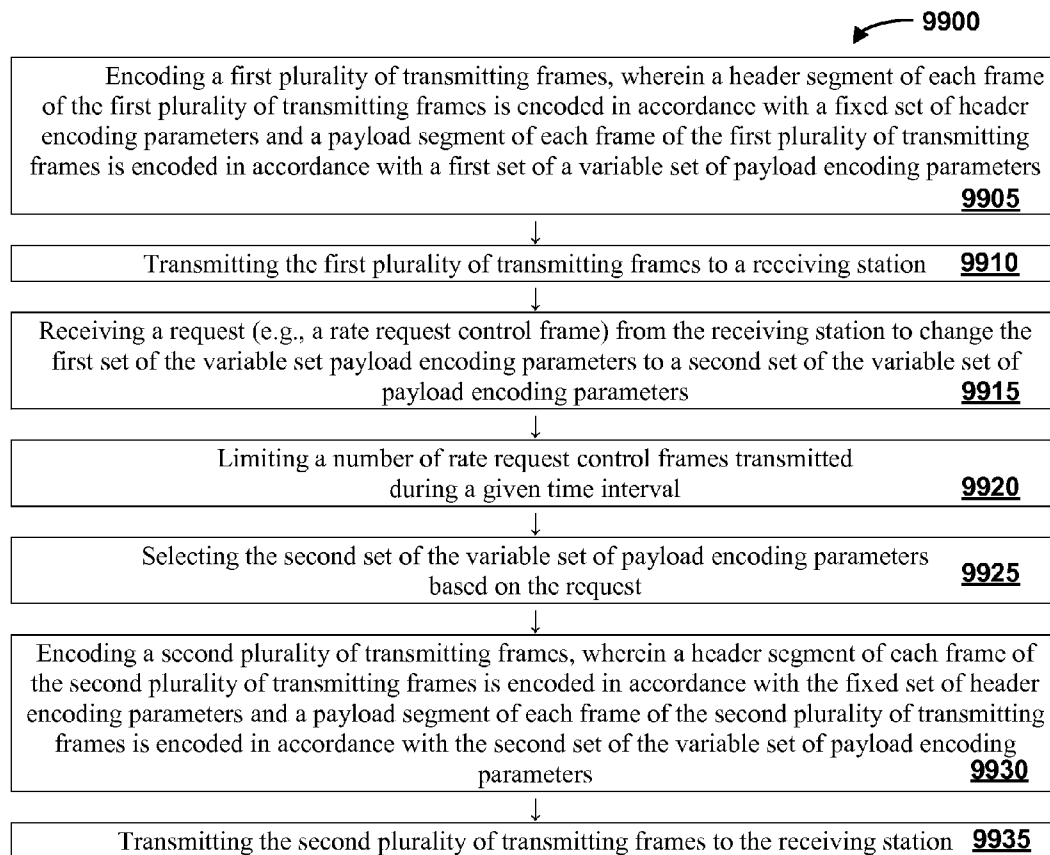 9900
Encoding a first plurality of transmitting frames, wherein a header segment of each frame
of the first plurality of transmitting frames is encoded in accordance with a fixed set of header
encoding parameters and a payload segment of each frame of the first plurality of transmitting
frames is encoded in accordance with a first set of a variable set of payload encoding parameters
9905
Transmitting the first plurality of transmitting frames to a receiving station 9910
Receiving a request (e.g., a rate request control frame) from the receiving station to change the
first set of the variable set payload encoding parameters to a second set of the variable set of
payload encoding parameters 9915
Limiting a number of rate request control frames transmitted
during a given time interval 9920
Selecting the second set of the variable set of payload encoding parameters
based on the request 9925
Encoding a second plurality of transmitting frames, wherein a header segment of each frame of
the second plurality of transmitting frames is encoded in accordance with the fixed set of header
encoding parameters and a payload segment of each frame of the second plurality of transmitting
frames is encoded in accordance with the second set of the variable set of payload encoding
parameters 9930
Transmitting the second plurality of transmitting frames to the receiving station 9935